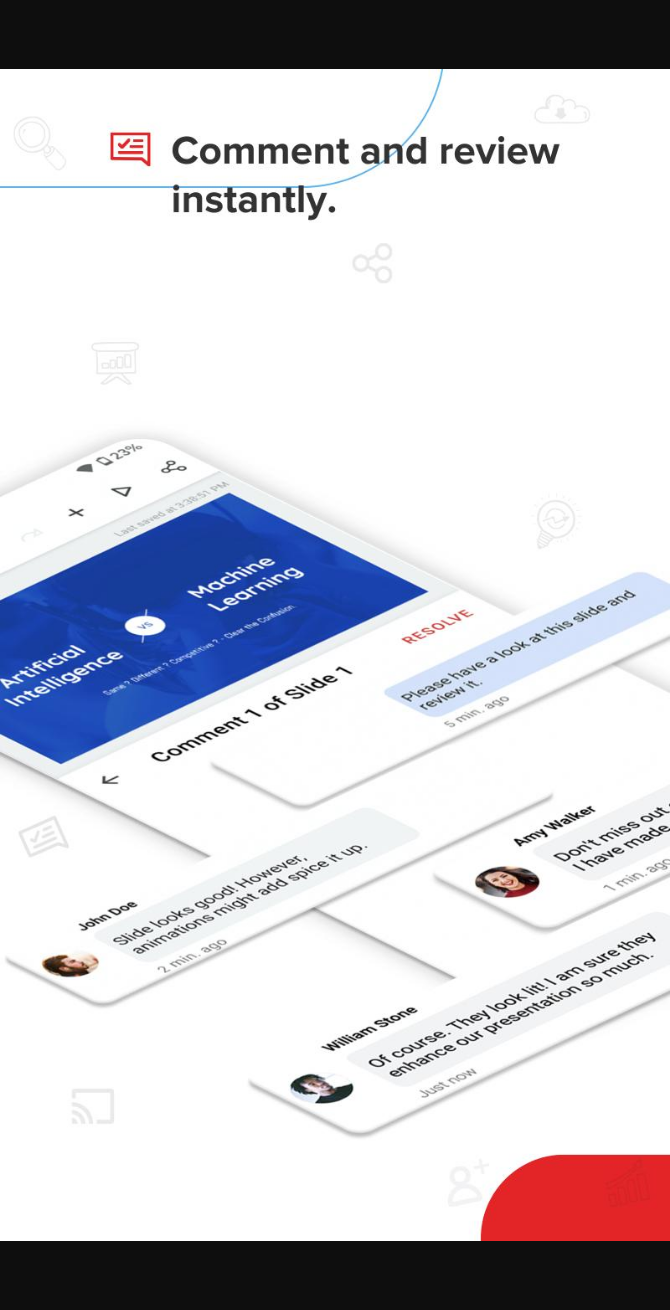 Comment and review
instantly.
23%
Last saved at 3:38:51 PM
Artificial
Intelligence
VS
Machine
Learning
Same ? Different ? Competitive ? - Clear the Confusion.
Comment 1 of Slide 1
RESOLVE
Please have a look at this slide and
review it.
5 min. ago
John Doe
Slide looks good! However,
animations might add spice it up.
2 min. ago
Amy Walker
Don't miss out
I have made
1 min. ago
William Stone
Of course. They look lit! I am sure they
enhance our presentation so much.
Just now